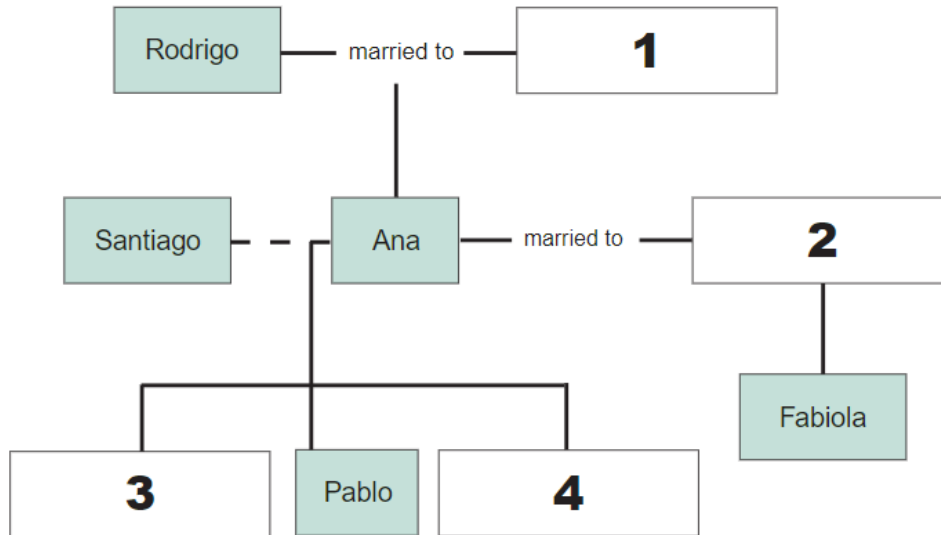 Rodrigo married to 1
Santiago Ana married to 2
Fabiola
3 Pablo 4